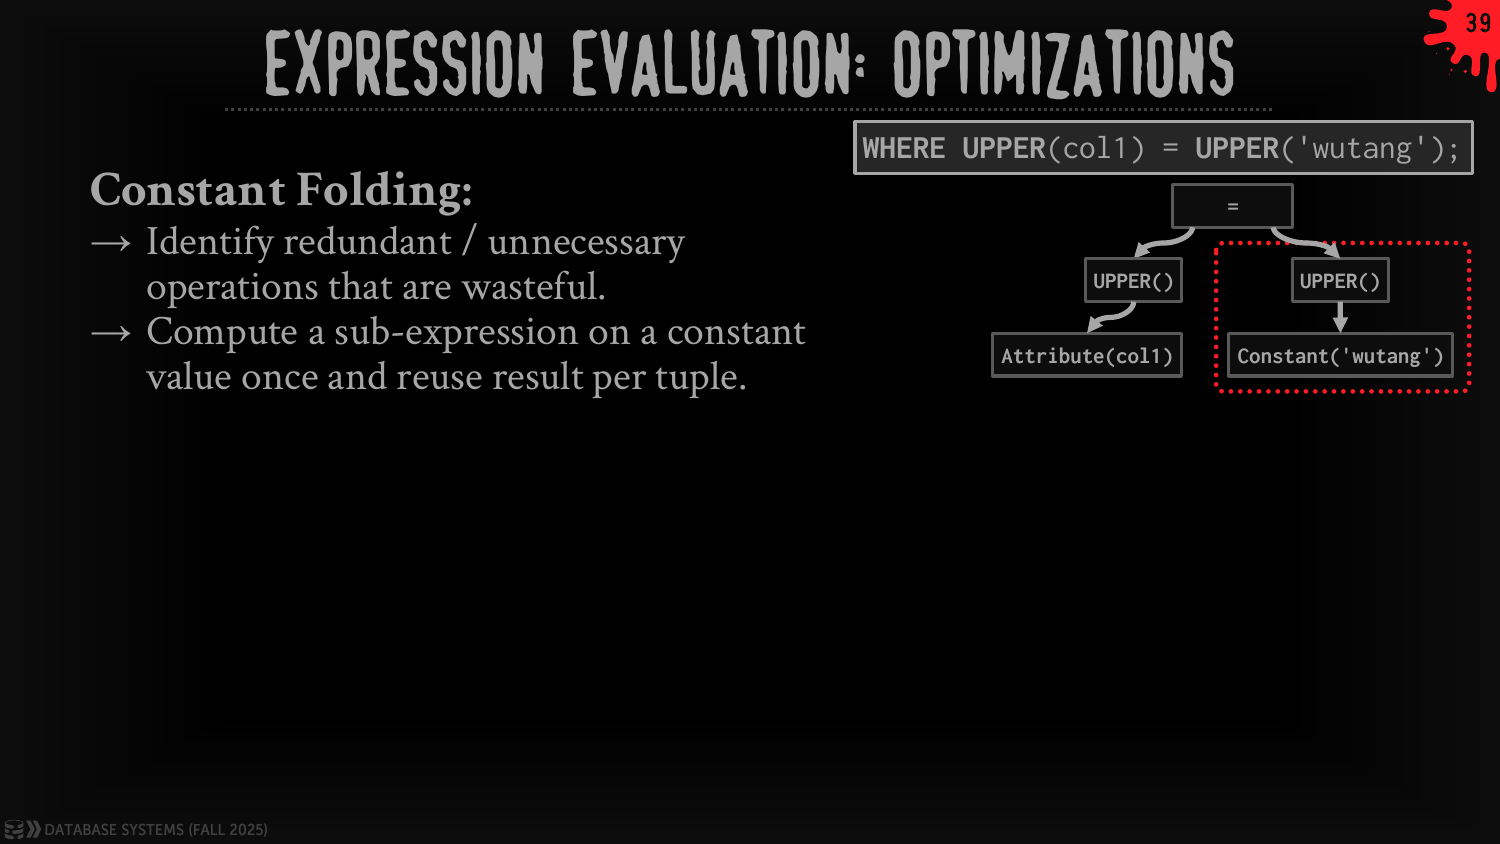 39
EXPRESSION EVALUATION: OPTIMIZATIONS
WHERE UPPER(col1) = UPPER('wutang');
Constant Folding:
→ Identify redundant / unnecessary
operations that are wasteful.
→ Compute a sub-expression on a constant
value once and reuse result per tuple.
=
UPPER()
UPPER()
Attribute(col1)
Constant('wutang')
DATABASE SYSTEMS (FALL 2025)